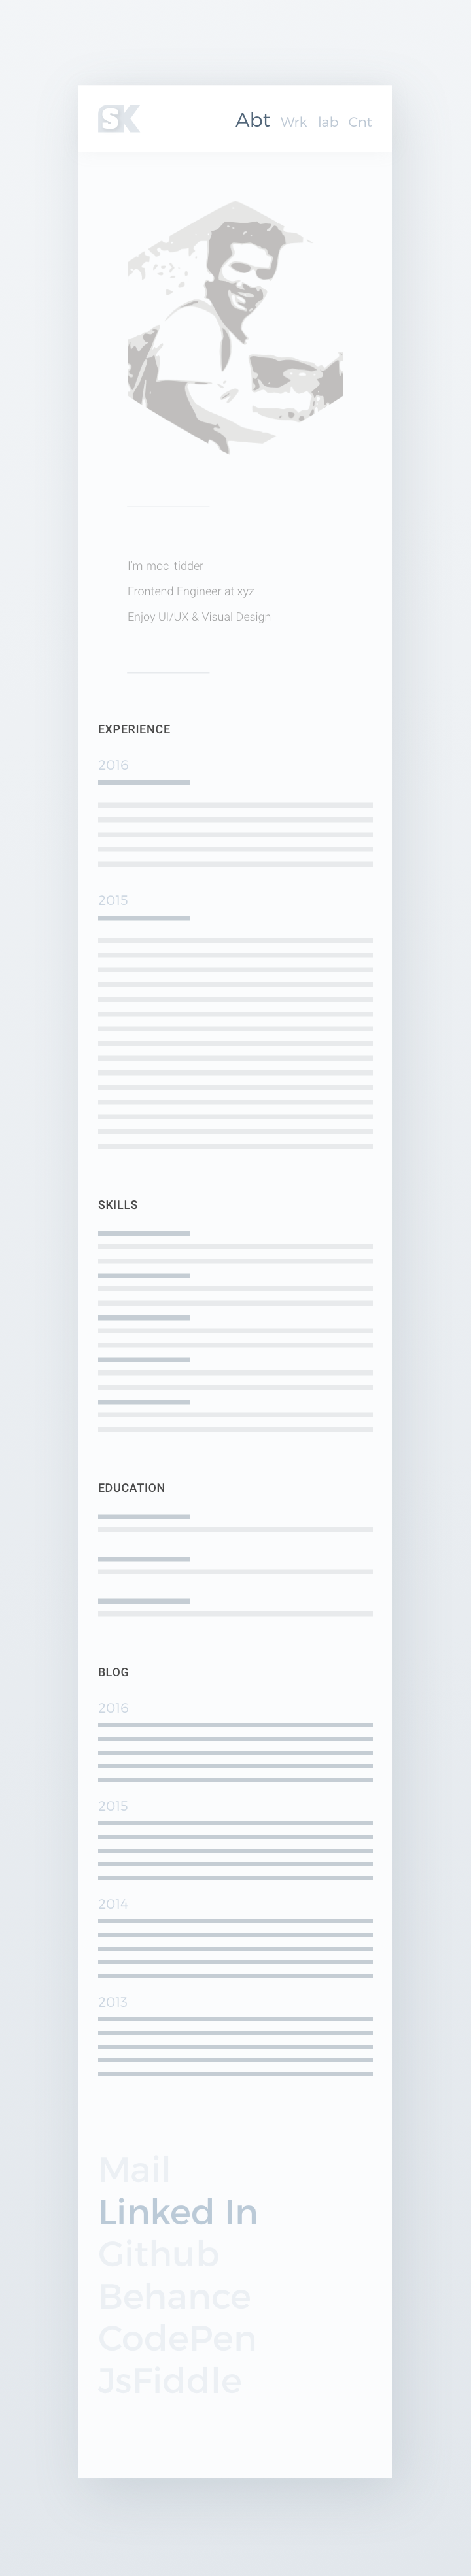 SK
Abt Wrk lab Cnt
I'm moc_tidder
Frontend Engineer at xyz
Enjoy UI/UX & Visual Design
EXPERIENCE
2016
2015
SKILLS
EDUCATION
BLOG
2016
2015
2014
2013
Mail
Linked In
Github
Behance
CodePen
JsFiddle